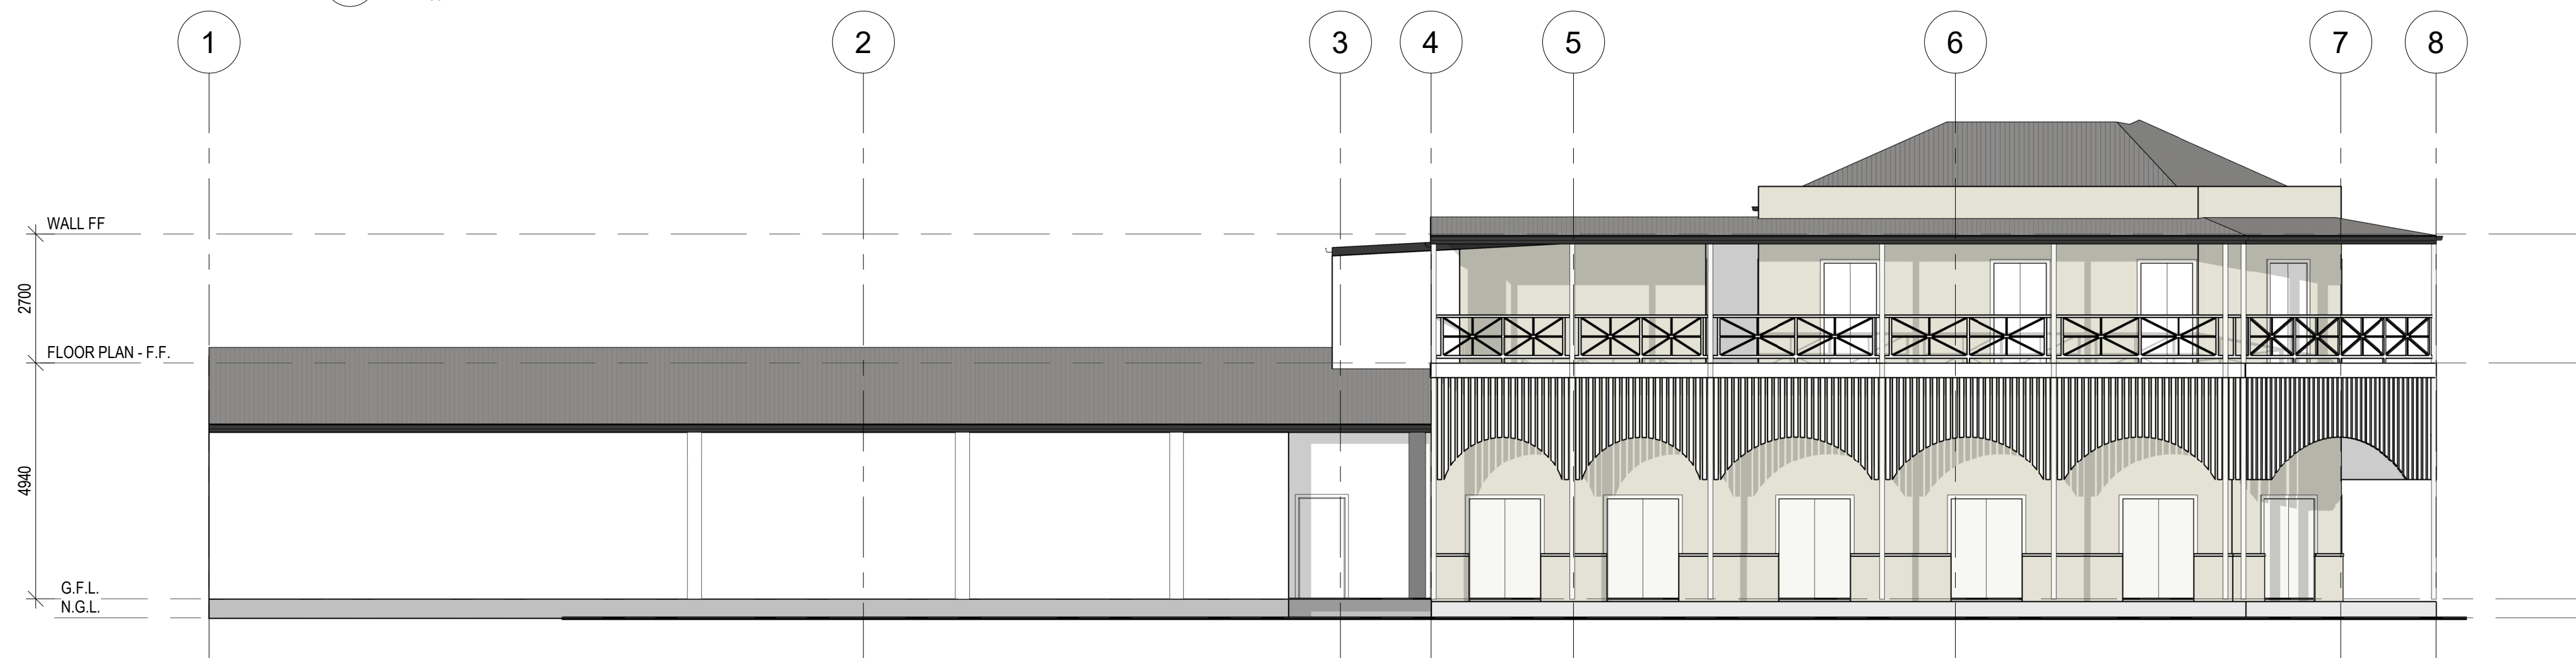 1 2 3 4 5 6 7 8
WALL FF
2700
FLOOR PLAN - F.F.
4940
G.F.L.
N.G.L.